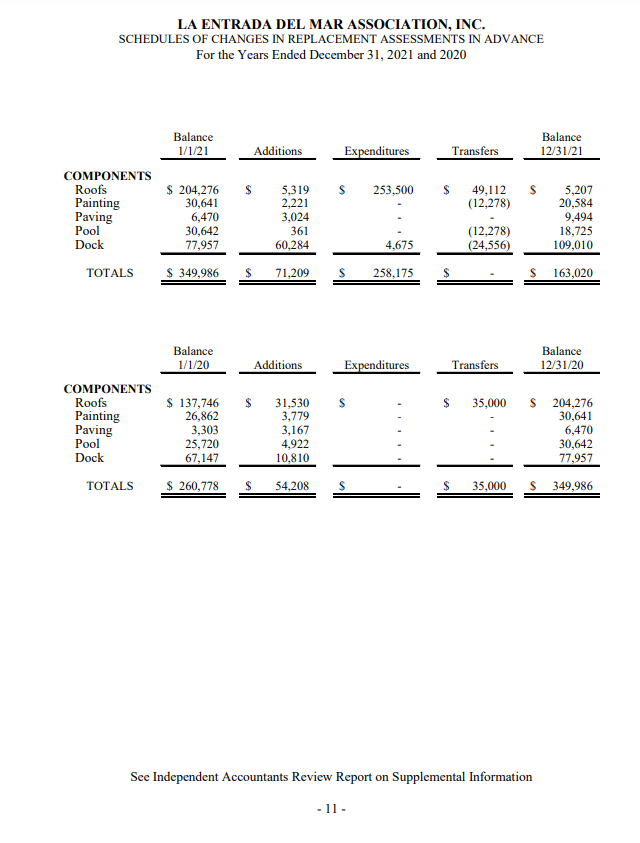 LA ENTRADA DEL MAR ASSOCIATION, INC.
SCHEDULES OF CHANGES IN REPLACEMENT ASSESSMENTS IN ADVANCE
For the Years Ended December 31, 2021 and 2020
Balance Balance
1/1/21 Additions Expenditures Transfers 12/31/21
COMPONENTS
Roofs $ 204,276 $ 5,319 $ 253,500 $ 49,112 $ 5,207
Painting 30,641 2,221 - (12,278) 20,584
Paving 6,470 3,024 - - 9,494
Pool 30,642 361 - (12,278) 18,725
Dock 77,957 60,284 4,675 (24,556) 109,010
TOTALS $ 349,986 $ 71,209 $ 258,175 $ - $ 163,020
Balance Balance
1/1/20 Additions Expenditures Transfers 12/31/20
COMPONENTS
Roofs $ 137,746 $ 31,530 $ - $ 35,000 $ 204,276
Painting 26,862 3,779 - - 30,641
Paving 3,303 3,167 - - 6,470
Pool 25,720 4,922 - - 30,642
Dock 67,147 10,810 - - 77,957
TOTALS $ 260,778 $ 54,208 $ - $ 35,000 $ 349,986
See Independent Accountants Review Report on Supplemental Information
- 11 -